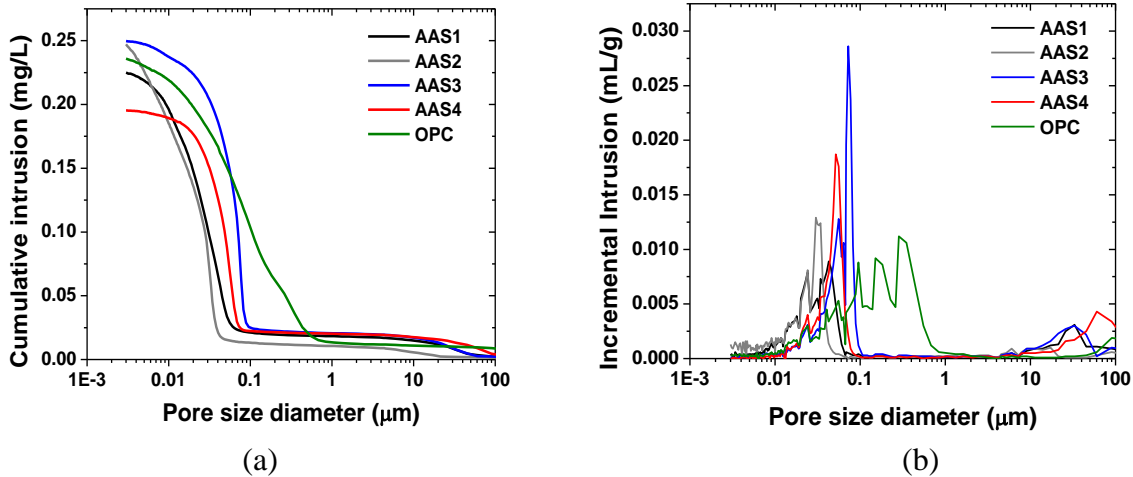 Cumulative intrusion (mg/L)
0.25
0.20
0.15
0.10
0.05
0.00
AAS1
AAS2
AAS3
AAS4
OPC
1E-3 0.01 0.1 1 10 100
Pore size diameter (μm)
(a)
Incremental Intrusion (mL/g)
0.030
0.025
0.020
0.015
0.010
0.005
0.000
AAS1
AAS2
AAS3
AAS4
OPC
1E-3 0.01 0.1 1 10 100
Pore size diameter (μm)
(b)